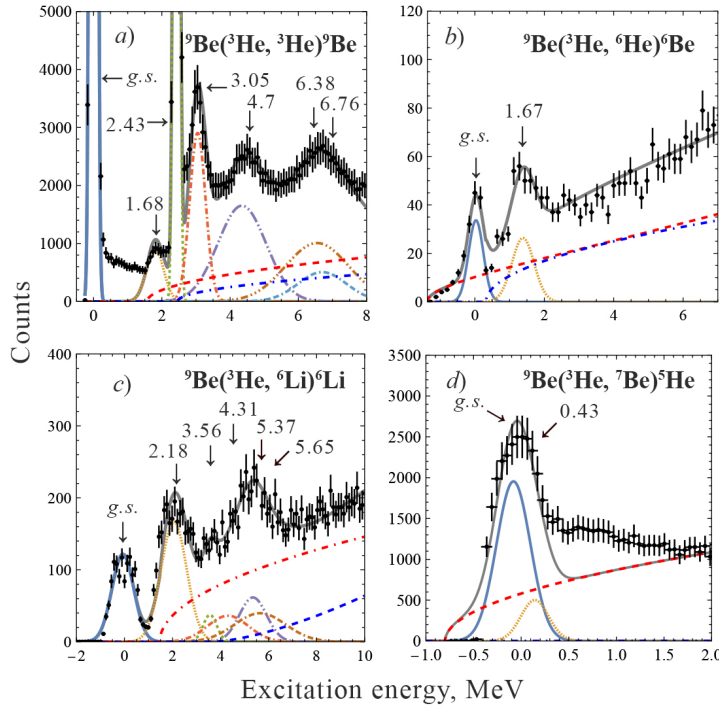 a) ⁹Be(³He, ³He)⁹Be
g.s.
2.43
1.68
3.05
4.7
6.38
6.76
5000
4000
3000
2000
1000
0
0 2 4 6 8
b) ⁹Be(³He, ⁶He)⁶Be
g.s.
1.67
120
100
80
60
40
20
0
0 2 4 6
Counts
c) ⁹Be(³He, ⁶Li)⁶Li
g.s.
2.18
3.56
4.31
5.37
5.65
400
300
200
100
0
-2 0 2 4 6 8 10
d) ⁹Be(³He, ⁷Be)⁵He
g.s.
0.43
3500
3000
2500
2000
1500
1000
500
0
-1.0 -0.5 0.0 0.5 1.0 1.5 2.0
Excitation energy, MeV